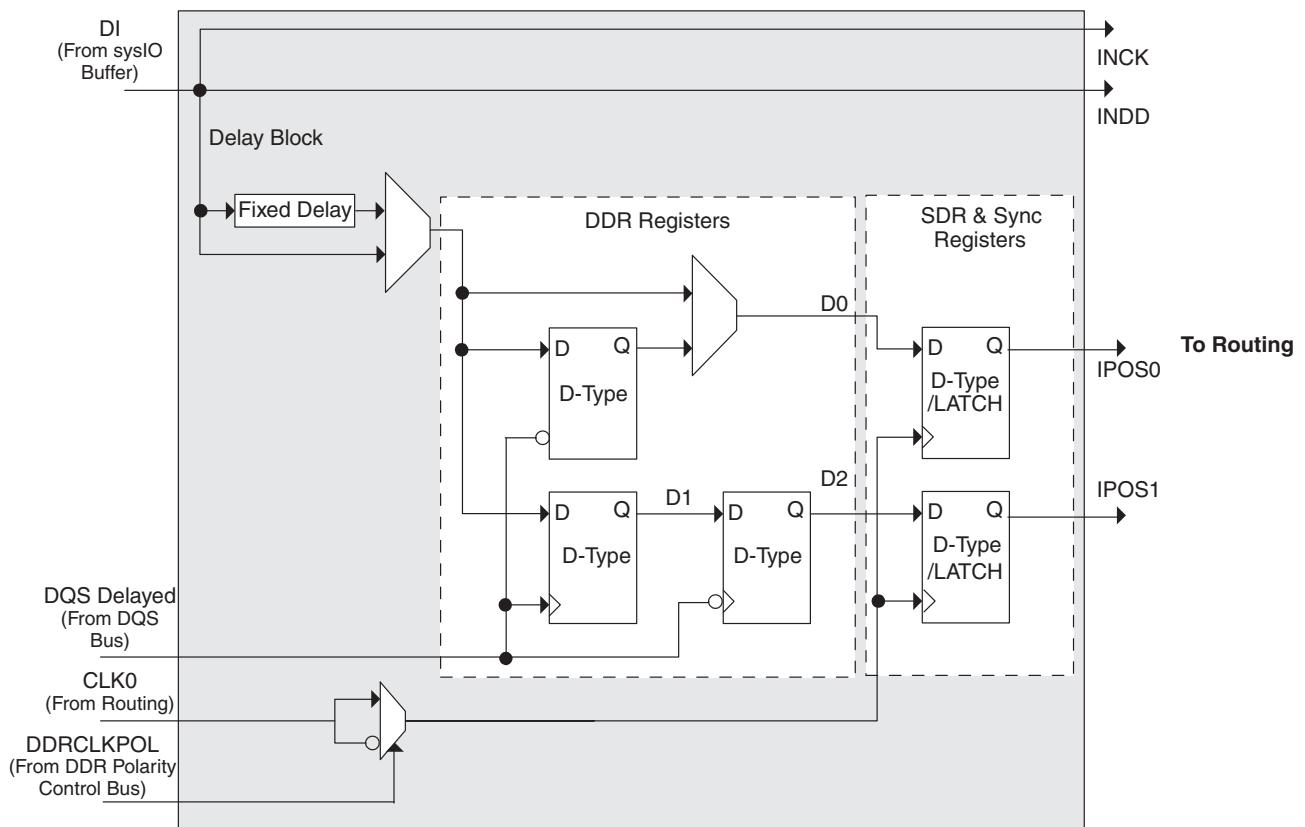 DI
(From sysIO
Buffer)
INCK
INDD
Delay Block
Fixed Delay
DDR Registers
SDR & Sync
Registers
D0
D Q
D-Type
D Q
D-Type
/LATCH
IPOS0
To Routing
D Q
D-Type
D1
D Q
D-Type
D2
D Q
D-Type
/LATCH
IPOS1
DQS Delayed
(From DQS
Bus)
CLK0
(From Routing)
DDRCLKPOL
(From DDR Polarity
Control Bus)